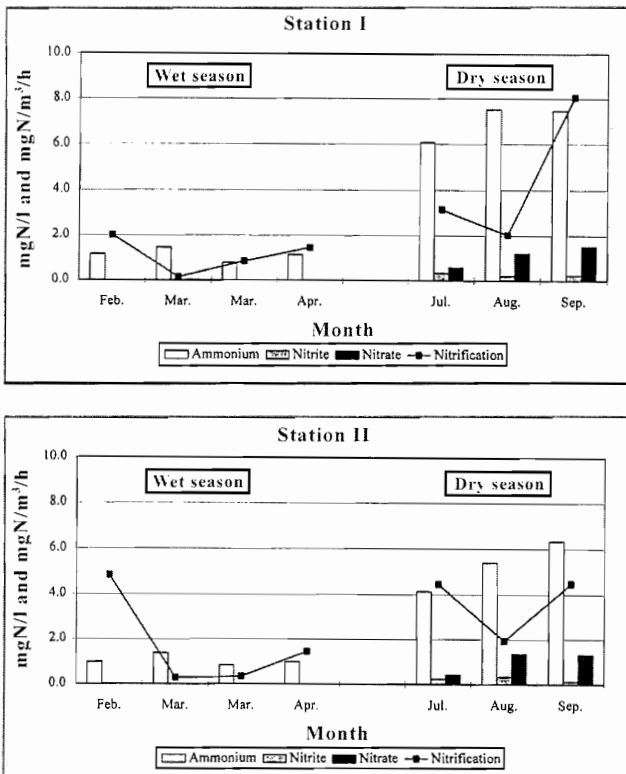 Station I
10.0
Wet season
Dry season
8.0
6.0
4.0
2.0
0.0
mgN/l and mgN/m³/h
Feb. Mar. Mar. Apr. Jul. Aug. Sep.
Month
Ammonium Nitrite Nitrate Nitrification
Station II
10.0
Wet season
Dry season
8.0
6.0
4.0
2.0
0.0
mgN/l and mgN/m³/h
Feb. Mar. Mar. Apr. Jul. Aug. Sep.
Month
Ammonium Nitrite Nitrate Nitrification